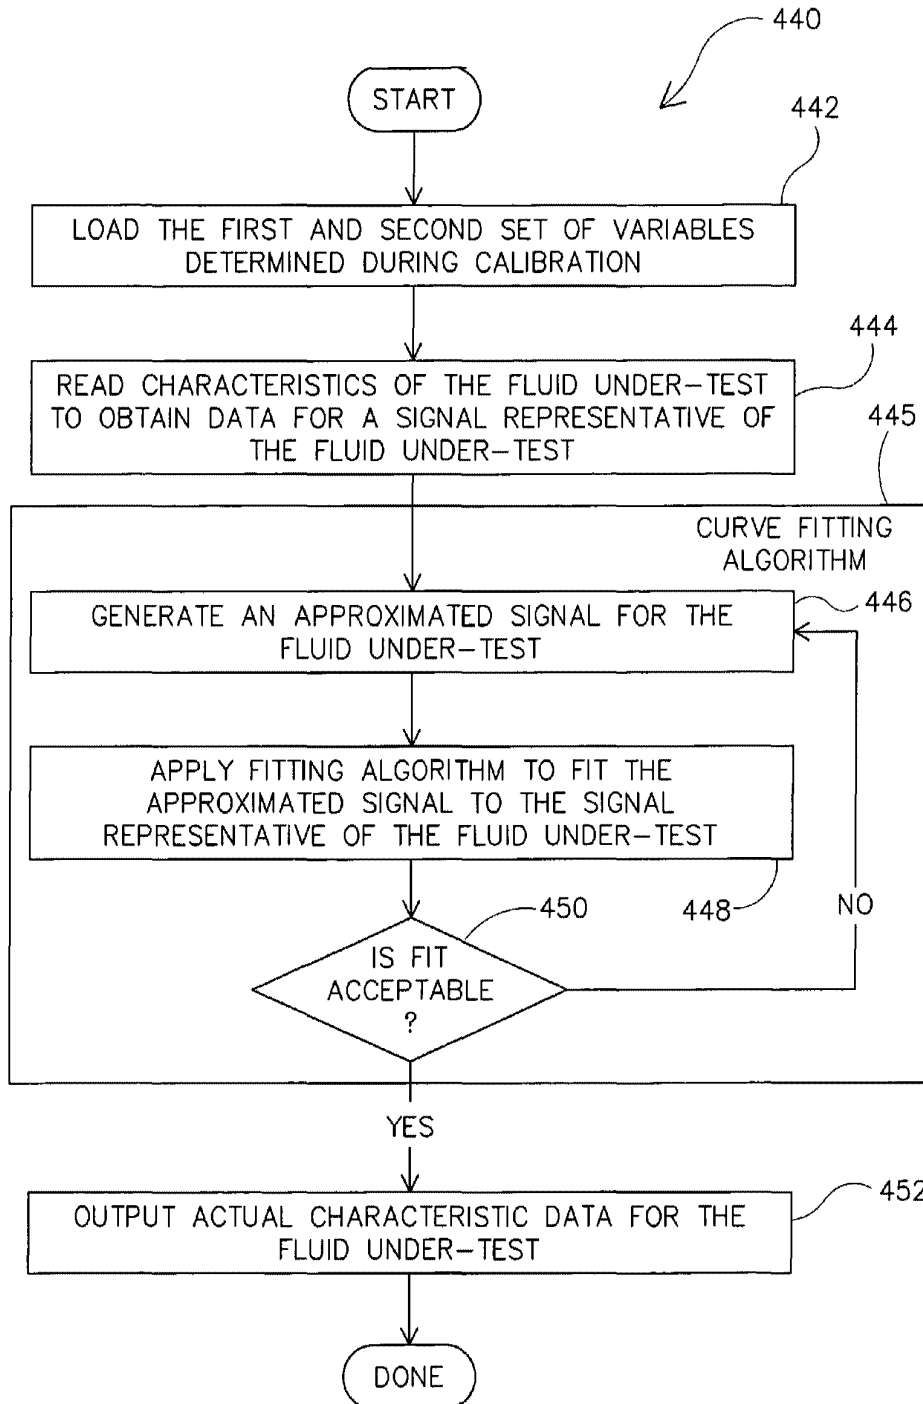 440
START
442
LOAD THE FIRST AND SECOND SET OF VARIABLES
DETERMINED DURING CALIBRATION
444
READ CHARACTERISTICS OF THE FLUID UNDER-TEST
TO OBTAIN DATA FOR A SIGNAL REPRESENTATIVE OF
THE FLUID UNDER-TEST
445
CURVE FITTING
ALGORITHM
446
GENERATE AN APPROXIMATED SIGNAL FOR THE
FLUID UNDER-TEST
APPLY FITTING ALGORITHM TO FIT THE
APPROXIMATED SIGNAL TO THE SIGNAL
REPRESENTATIVE OF THE FLUID UNDER-TEST
448
450
NO
IS FIT
ACCEPTABLE
?
YES
452
OUTPUT ACTUAL CHARACTERISTIC DATA FOR THE
FLUID UNDER-TEST
DONE